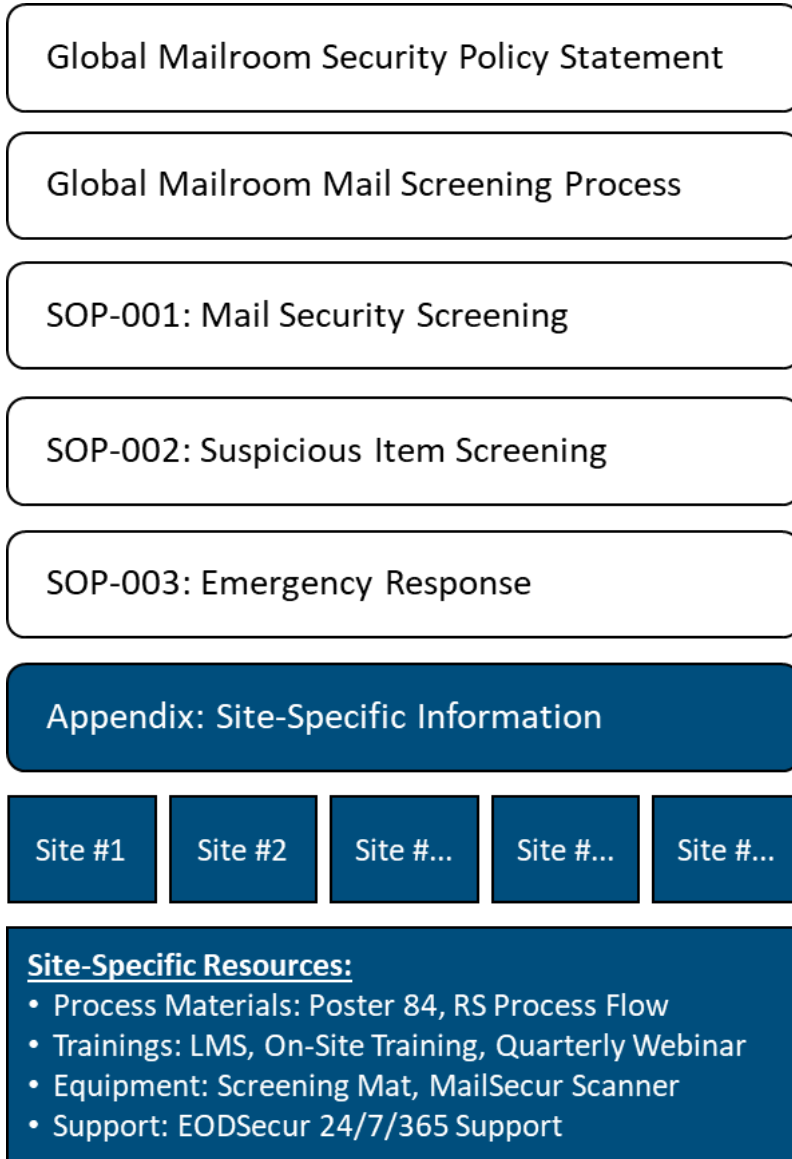 Global Mailroom Security Policy Statement
Global Mailroom Mail Screening Process
SOP-001: Mail Security Screening
SOP-002: Suspicious Item Screening
SOP-003: Emergency Response
Appendix: Site-Specific Information
Site #1
Site #2
Site #...
Site #...
Site #...
Site-Specific Resources:
• Process Materials: Poster 84, RS Process Flow
• Trainings: LMS, On-Site Training, Quarterly Webinar
• Equipment: Screening Mat, MailSecur Scanner
• Support: EODSecur 24/7/365 Support